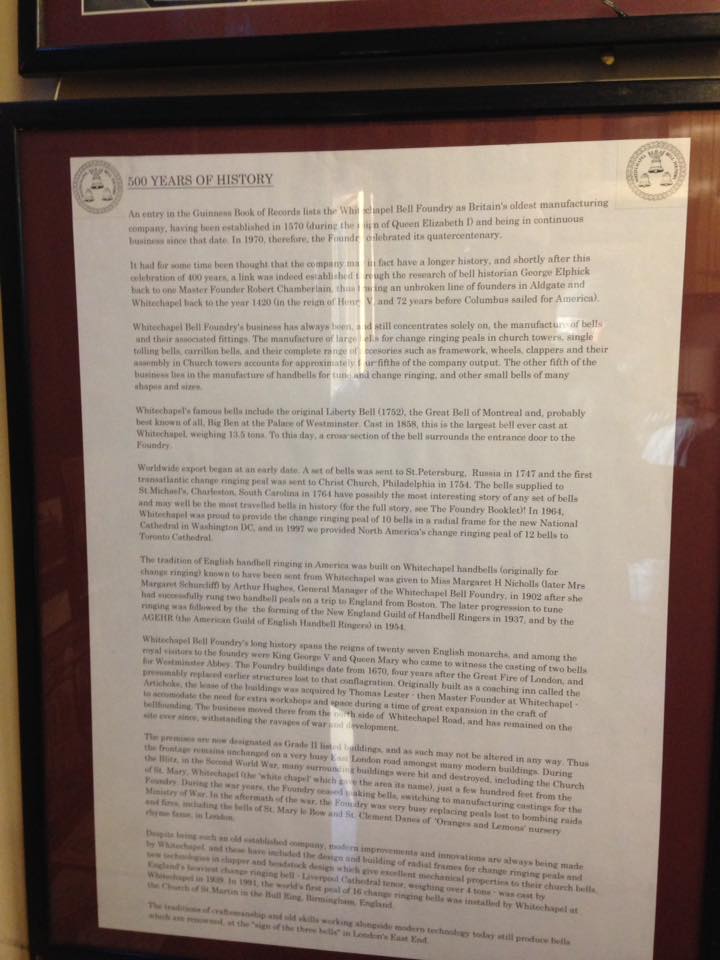 500 YEARS OF HISTORY
An entry in the Guinness Book of Records lists the Whitechapel Bell Foundry as Britain's oldest manufacturing
company, having been established in 1570 (during the reign of Queen Elizabeth I) and being in continuous
business since that date. In 1970, therefore, the Foundry celebrated its quatercentenary.
It had for some time been thought that the company may in fact have a longer history, and shortly after this
celebration of 400 years, a link was indeed established through the research of bell historian George Elphick
back to one Master Founder Robert Chamberlain, thus tracing an unbroken line of founders in Aldgate and
Whitechapel back to the year 1420 (in the reign of Henry V, and 72 years before Columbus sailed for America).
Whitechapel Bell Foundry's business has always been, and still concentrates solely on, the manufacture of bells
and their associated fittings. The manufacture of large bells for change ringing peals in church towers, single
tolling bells, carrillon bells, and their complete range of accesories such as framework, wheels, clappers and their
assembly in Church towers accounts for approximately four-fifths of the company output. The other fifth of the
business lies in the manufacture of handbells for tune and change ringing, and other small bells of many
shapes and sizes.
Whitechapel's famous bells include the original Liberty Bell (1752), the Great Bell of Montreal and, probably
best known of all, Big Ben at the Palace of Westminster. Cast in 1858, this is the largest bell ever cast at
Whitechapel, weighing 13.5 tons. To this day, a cross-section of the bell surrounds the entrance door to the
Foundry.
Worldwide export began at an early date. A set of bells was sent to St.Petersburg, Russia in 1747 and the first
transatlantic change ringing peal was sent to Christ Church, Philadelphia in 1754. The bells supplied to
St.Michael's, Charleston, South Carolina in 1764 have possibly the most interesting story of any set of bells
and may well be the most travelled bells in history (for the full story, see The Foundry Booklet)! In 1964,
Whitechapel was proud to provide the change ringing peal of 10 bells in a radial frame for the new National
Cathedral in Washington DC, and in 1997 we provided North America's change ringing peal of 12 bells to
Toronto Cathedral.
The tradition of English handbell ringing in America was built on Whitechapel handbells (originally for
change ringing) known to have been sent from Whitechapel was given to Miss Margaret H Nicholls (later Mrs
Margaret Schurcliff) by Arthur Hughes, General Manager of the Whitechapel Bell Foundry, in 1902 after she
had successfully rung two handbell peals on a trip to England from Boston. The later progression to tune
ringing was followed by the the forming of the New England Guild of Handbell Ringers in 1937, and by the
AGEHR (the American Guild of English Handbell Ringers) in 1954.
Whitechapel Bell Foundry's long history spans the reigns of twenty seven English monarchs, and among the
royal visitors to the foundry were King George V and Queen Mary who came to witness the casting of two bells
for Westminster Abbey. The Foundry buildings date from 1670, four years after the Great Fire of London, and
presumably replaced earlier structures lost to that conflagration. Originally built as a coaching inn called the
Artichoke, the lease of the buildings was acquired by Thomas Lester - then Master Founder at Whitechapel -
to accomodate the need for extra workshops and space during a time of great expansion in the craft of
bellfounding. The business moved there from the north side of Whitechapel Road, and has remained on the
site ever since, withstanding the ravages of war and development.
The premises are now designated as Grade II listed buildings, and as such may not be altered in any way. Thus
the frontage remains unchanged on a very busy East London road amongst many modern buildings. During
the Blitz, in the Second World War, many surrounding buildings were hit and destroyed, including the Church
of St. Mary, Whitechapel (the 'white chapel' which gave the area its name), just a few hundred feet from the
Foundry. During the war years, the Foundry ceased making bells, switching to manufacturing castings for the
Ministry of War. In the aftermath of the war, the Foundry was very busy replacing peals lost to bombing raids
and fires, including the bells of St. Mary le Bow and St. Clement Danes of 'Oranges and Lemons' nursery
rhyme fame, in London.
Despite being such an old established company, modern improvements and innovations are always being made
by Whitechapel, and these have included the design and building of radial frames for change ringing peals and
new technologies in clapper and headstock design which give excellent mechanical properties to their church bells.
England's heaviest change ringing bell - Liverpool Cathedral tenor, weighing over 4 tons - was cast by
Whitechapel in 1939. In 1991, the world's first peal of 16 change ringing bells was installed by Whitechapel at
the Church of St.Martin in the Bull Ring, Birmingham, England.
The traditions of craftsmanship and old skills working alongside modern technology today still produce bells
which are renowned, at the "sign of the three bells" in London's East End.